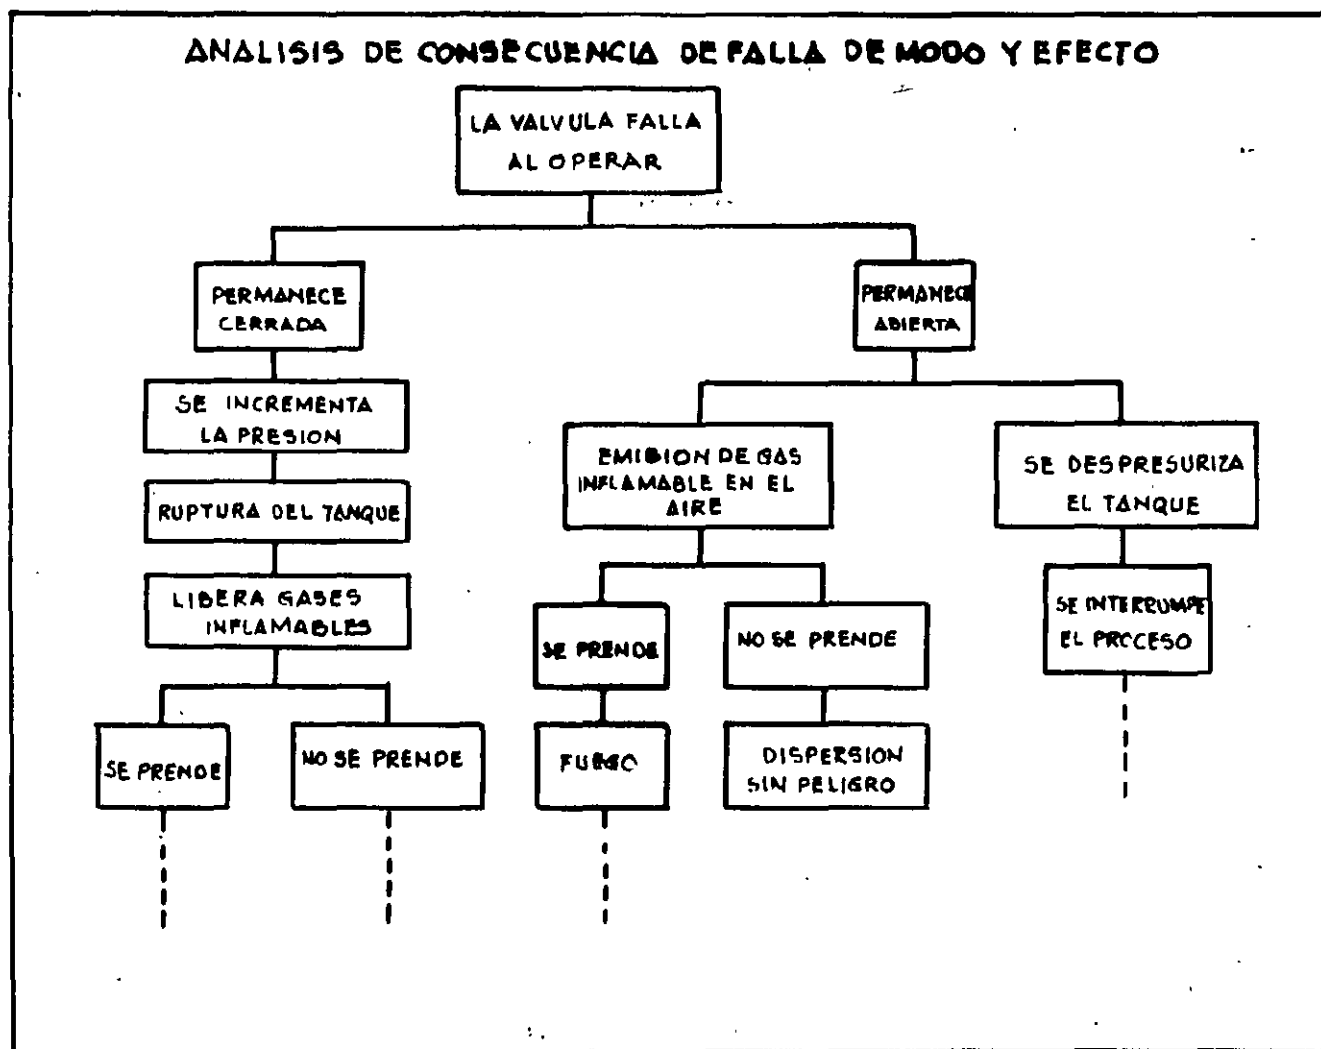 ANALISIS DE CONSECUENCIA DE FALLA DE MODO Y EFECTO
LA VALVULA FALLA
AL OPERAR
PERMANECE
CERRADA
PERMANECE
ABIERTA
SE INCREMENTA
LA PRESION
RUPTURA DEL TANQUE
LIBERA GASES
INFLAMABLES
SE PRENDE
NO SE PRENDE
EMISION DE GAS
INFLAMABLE EN EL
AIRE
SE PRENDE
FUEGO
NO SE PRENDE
DISPERSION
SIN PELIGRO
SE DESPRESURIZA
EL TANQUE
SE INTERRUMPE
EL PROCESO